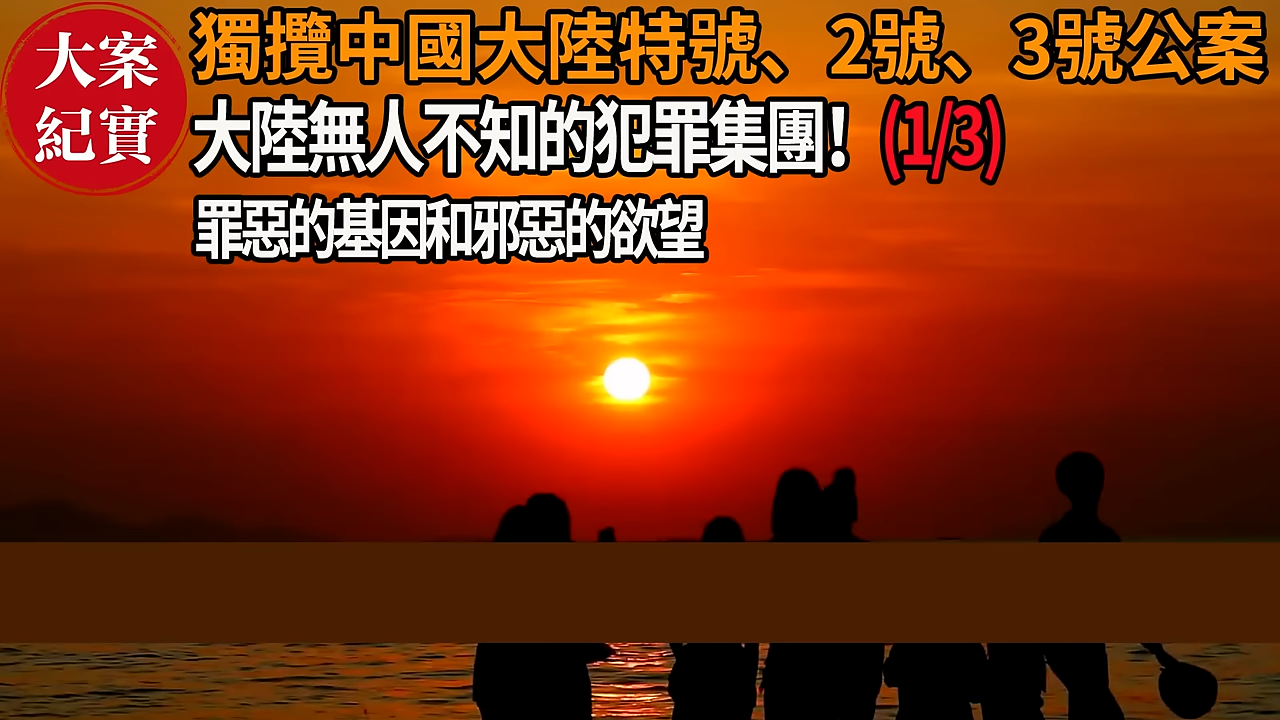 大案
紀實
獨攬中國大陸特號、2號、3號公案
大陸無人不知的犯罪集團！(1/3)
罪惡的基因和邪惡的欲望